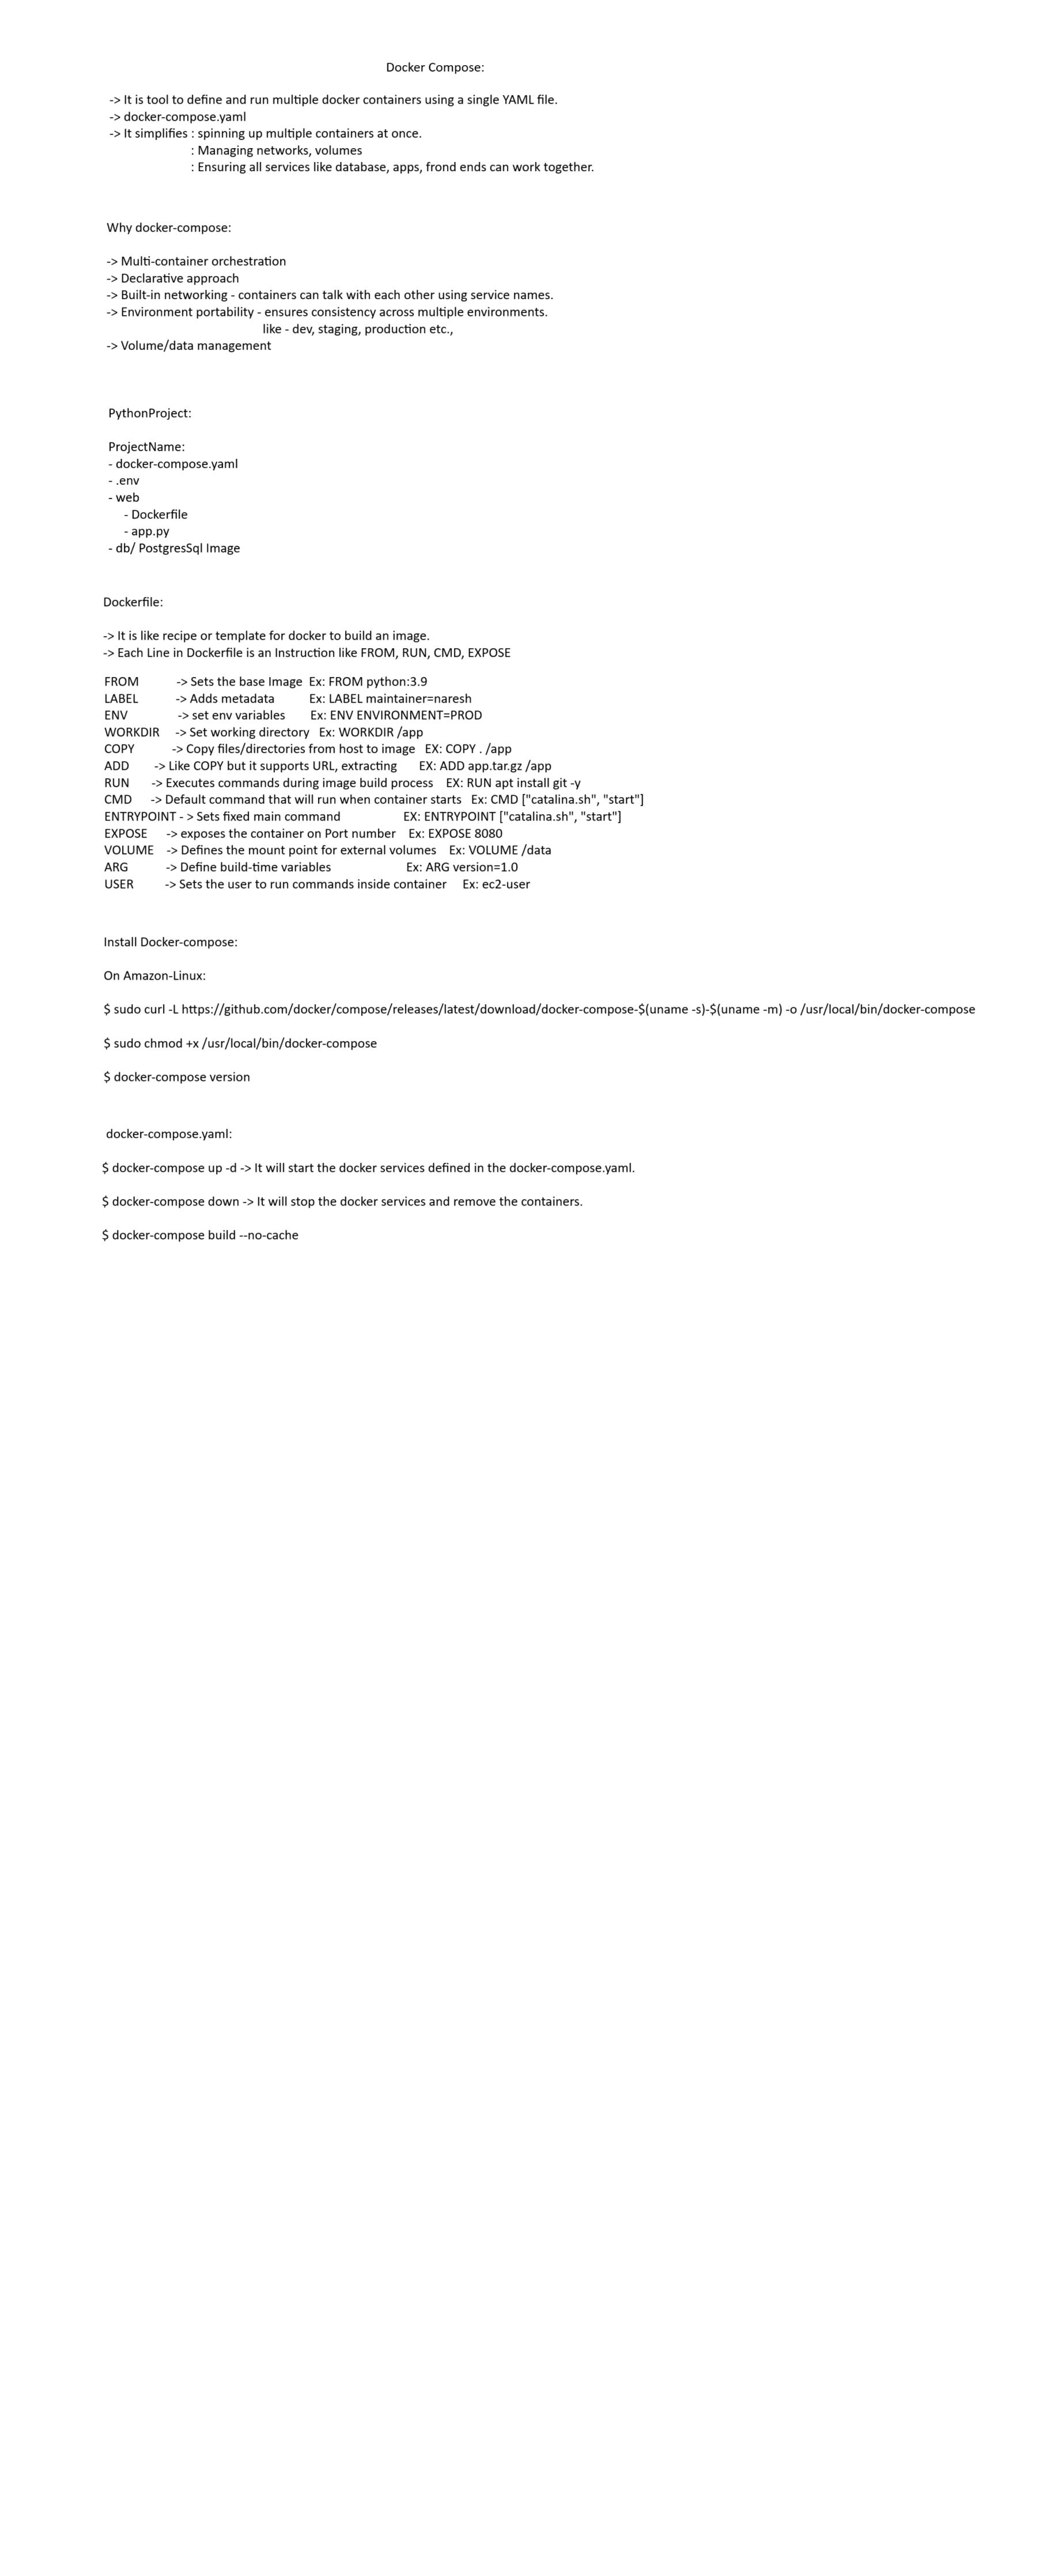 Docker Compose:
-> It is tool to define and run multiple docker containers using a single YAML file.
-> docker-compose.yaml
-> It simplifies : spinning up multiple containers at once.
: Managing networks, volumes
: Ensuring all services like database, apps, frond ends can work together.
Why docker-compose:
-> Multi-container orchestration
-> Declarative approach
-> Built-in networking - containers can talk with each other using service names.
-> Environment portability - ensures consistency across multiple environments.
like - dev, staging, production etc.,
-> Volume/data management
PythonProject:
ProjectName:
- docker-compose.yaml
- .env
- web
- Dockerfile
- app.py
- db/ PostgresSql Image
Dockerfile:
-> It is like recipe or template for docker to build an image.
-> Each Line in Dockerfile is an Instruction like FROM, RUN, CMD, EXPOSE
FROM -> Sets the base Image Ex: FROM python:3.9
LABEL -> Adds metadata Ex: LABEL maintainer=naresh
ENV -> set env variables Ex: ENV ENVIRONMENT=PROD
WORKDIR -> Set working directory Ex: WORKDIR /app
COPY -> Copy files/directories from host to image EX: COPY . /app
ADD -> Like COPY but it supports URL, extracting EX: ADD app.tar.gz /app
RUN -> Executes commands during image build process EX: RUN apt install git -y
CMD -> Default command that will run when container starts Ex: CMD ["catalina.sh", "start"]
ENTRYPOINT - > Sets fixed main command EX: ENTRYPOINT ["catalina.sh", "start"]
EXPOSE -> exposes the container on Port number Ex: EXPOSE 8080
VOLUME -> Defines the mount point for external volumes Ex: VOLUME /data
ARG -> Define build-time variables Ex: ARG version=1.0
USER -> Sets the user to run commands inside container Ex: ec2-user
Install Docker-compose:
On Amazon-Linux:
$ sudo curl -L https://github.com/docker/compose/releases/latest/download/docker-compose-$(uname -s)-$(uname -m) -o /usr/local/bin/docker-compose
$ sudo chmod +x /usr/local/bin/docker-compose
$ docker-compose version
docker-compose.yaml:
$ docker-compose up -d -> It will start the docker services defined in the docker-compose.yaml.
$ docker-compose down -> It will stop the docker services and remove the containers.
$ docker-compose build --no-cache